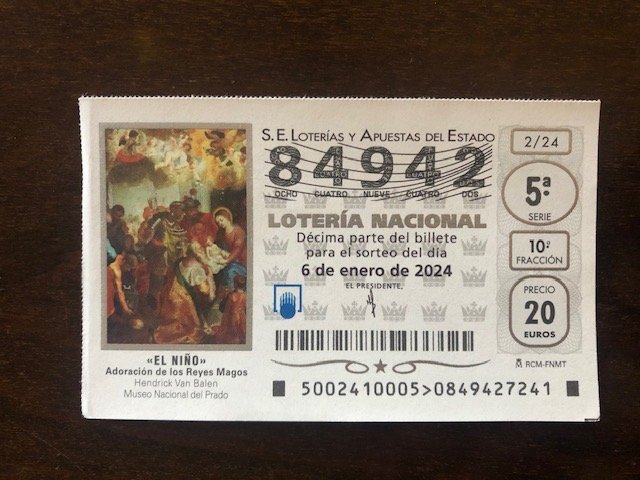 S.E. LOTERÍAS Y APUESTAS DEL ESTADO
84942
OCHO CUATRO NUEVE CUATRO DOS
LOTERÍA NACIONAL
Décima parte del billete
para el sorteo del día
6 de enero de 2024
EL PRESIDENTE,
2/24
5ª
SERIE
10ª
FRACCIÓN
PRECIO
20
EUROS
RCM-FNMT
«EL NIÑO»
Adoración de los Reyes Magos
Hendrick Van Balen
Museo Nacional del Prado
5002410005>0849427241